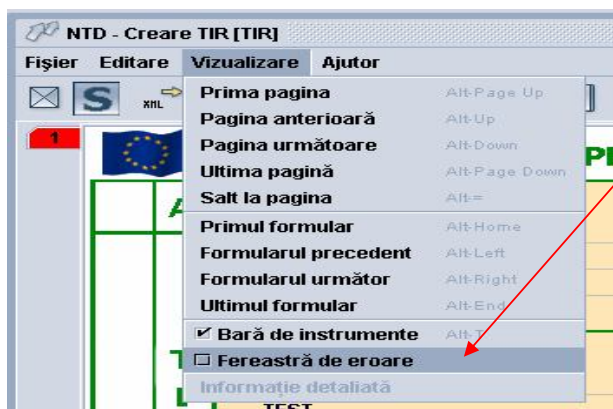 NTD - Creare TIR [TIR]
Fişier Editare Vizualizare Ajutor
S XML
1
Prima pagina Alt-Page Up
Pagina anterioară Alt-Up
Pagina următoare Alt-Down
Ultima pagină Alt-Page Down
Salt la pagina Alt-=
Primul formular Alt-Home
Formularul precedent Alt-Left
Formularul următor Alt-Right
Ultimul formular Alt-End
Bară de instrumente Alt-T
Fereastră de eroare
Informaţie detaliată
TEST